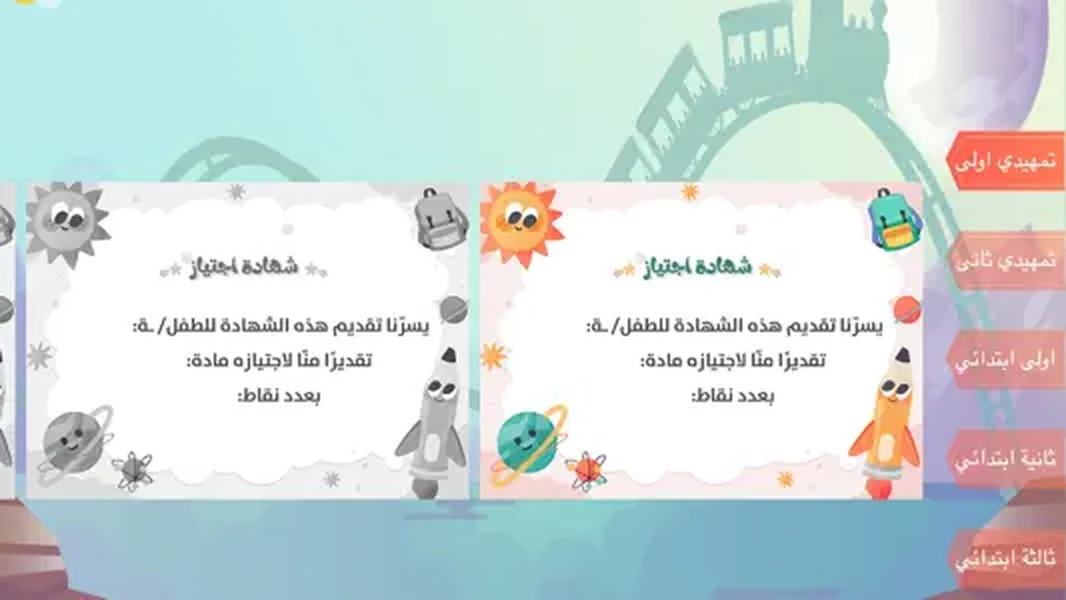 تمهيدي اولى
تمهيدي ثاني
اولى ابتدائي
ثانية ابتدائي
ثالثة ابتدائي
شهادة اجتياز
يسرّنا تقديم هذه الشهادة للطفل/ ـة:
تقديرًا منّا لاجتيازه مادة:
بعدد نقاط:
شهادة اجتياز
يسرّنا تقديم هذه الشهادة للطفل/ ـة:
تقديرًا منّا لاجتيازه مادة:
بعدد نقاط: